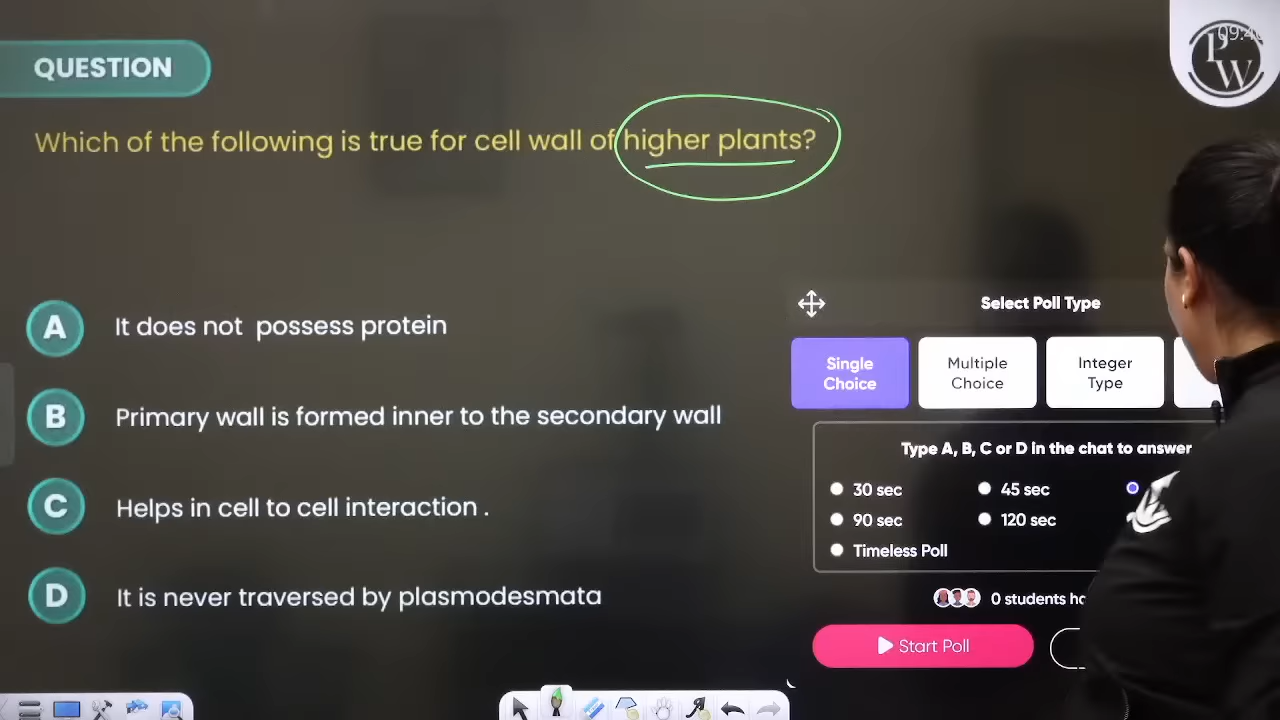 QUESTION
09:4
P
W
Which of the following is true for cell wall of higher plants?
A It does not possess protein
B Primary wall is formed inner to the secondary wall
C Helps in cell to cell interaction .
D It is never traversed by plasmodesmata
Select Poll Type
Single Choice
Multiple Choice
Integer Type
Type A, B, C or D in the chat to answer
30 sec
45 sec
90 sec
120 sec
Timeless Poll
0 students
Start Poll